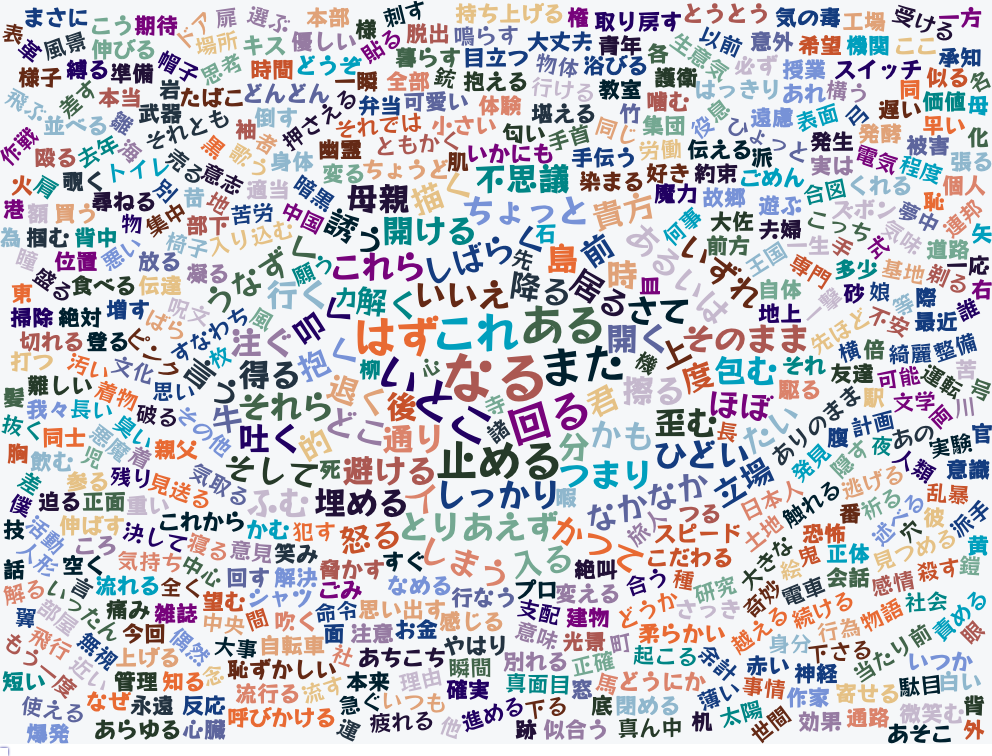 まさに
こう
期待
ドア
扉
選ぶ
本部
様
刺す
持ち上げる
権
取り戻す
とうとう
気の毒
工場
受ける
一方
表
革
風景
伸びる
場所
キス
優しい
貼る
脱出
鳴らす
大丈夫
青年
各
生意気
以前
意外
希望
機関
ここ
承知
様子
縛る
準備
帽子
思考
時間
どうぞ
暮らす
目立つ
物体
浴びる
護衛
必ず
授業
スイッチ
似る
名
飛ぶ
差す
本当
岩
たばこ
どんどん
一瞬
全部
銃
抱える
行ける
教室
はっきり
あれ
構う
同
価値
母
並べる
武器
それとも
袖
倒す
押さえる
弁当
可愛い
体験
堪える
竹
噛む
役
息
遠慮
表面
遅い
作戦
雛
殴る
去年
海
黒
歌う
それでは
小さい
匂い
手首
同じ
集団
ひょっと
発生
発酵
早い
化
トイレ
売る
意志
身体
幽霊
ともかく
肌
いかにも
手伝う
労働
伝える
派
実は
電気
被害
程度
張る
火
肩
覗く
尋ねる
昔
地
適当
暗黒
変る
ちょうど
母親
描く
不思議
染まる
好き
約束
ごめん
合図
くれる
個人
港
額
買う
物
集中
部下
苦労
中国
誘う
開ける
ちょっと
貴方
魔力
故郷
遊ぶ
ズボン
夢中
恥
連邦
為
掴む
背中
椅子
入り込む
石
何事
大佐
夫婦
こっち
気味
矢
瞳
位置
悪い
放る
凝る
うなずく
願う
これら
しばらく
先
島
前
あるいは
いずれ
前方
王国
一生
手
道路
一応
盛る
食べる
伝達
行く
力
解く
いいえ
降る
居る
時
皿
さて
自体
専門
多少
基地
剃る
東
掃除
絶対
増す
呪文
風
叩く
はず
これ
ある
開く
地上
一撃
砂
娘
等
際
誰
右
切れる
登る
ばら
すなわち
注ぐ
機
上
そのまま
先ほど
不安
最近
打つ
汚い
文化
思い
枚
言う
得る
抱く
柳
いく
心
なる
また
度
包む
それ
横
倍
綺麗
整備
髪
難しい
着物
破る
牛
それら
退く
後
とこ
寺
諸
回る
君
擦る
歪む
ほぼ
長
駆る
友達
可能
運転
苦
号
抜く
我々
長い
臭い
その他
吐く
的
どこ
通り
止める
分
かも
ひどい
たい
ありのまま
駅
文学
両
川
胸
同士
悪魔
着
親父
そして
死
避ける
つまり
立場
発見
腹
計画
あの
実験
官
差
飲む
児
残り
見送る
気取る
ふむ
埋める
イ
しっかり
暇
なかなか
日本人
隠す
夜
人類
意識
僕
迫る
参る
正面
重い
これから
かむ
犯す
怒る
とりあえず
かつて
旅人
つる
土地
触れる
逃げる
乱暴
技
活動
伸ばす
決して
寝る
意見
笑み
すぐ
しまう
入る
スピード
番
祈る
述べる
穴
彼
派手
話
人だ
空く
ころ
気持ち
中心
回す
解決
脅かす
絶叫
こだわる
恐怖
鬼
正体
見つめる
黄
解る
言
流れる
全く
シャツ
ごみ
なめる
プロ
変える
合う
種
大きな
絵
会話
感情
殺す
鎧
翼
部屋
いったん
痛み
雑誌
望む
中央
間
吹く
命令
思い出す
行なう
支配
建物
どうか
研究
さっき
奇妙
電車
続ける
物語
社会
責める
飛行
無視
今回
偶然
大事
自転車
面
注意
お金
感じる
意味
光景
町
柔らかい
越える
身分
行為
当たり前
眼
もう一度
近い
上げる
恥ずかしい
社
あちこち
やはり
別れる
正確
起こる
余計
赤い
神経
下さる
いつか
短い
管理
知る
念
流行る
流す
本来
理由
瞬間
確実
真面目
窓
馬
どうにか
薄い
事情
作家
寄せる
駄目
白い
使える
なぜ
永遠
反応
呼びかける
急ぐ
いつも
進める
下る
底
閉める
机
太陽
世間
効果
通路
微笑む
背
爆発
あらゆる
心臓
運
疲れる
他
跡
似合う
真ん中
あそこ
外